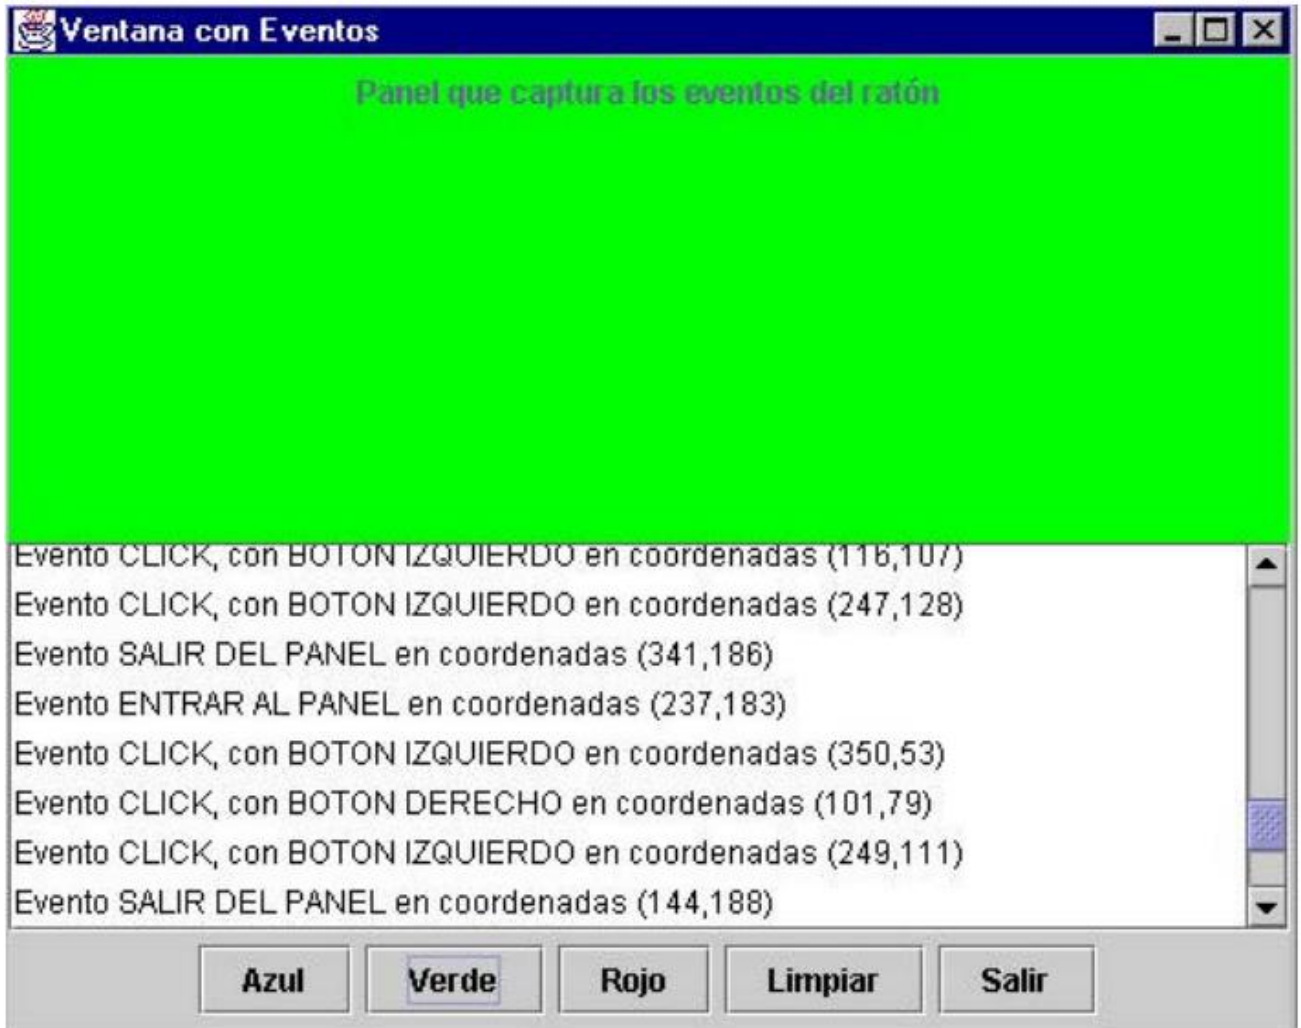 Ventana con Eventos
Panel que captura los eventos del ratón
Evento CLICK, con BOTON IZQUIERDO en coordenadas (116,107)
Evento CLICK, con BOTON IZQUIERDO en coordenadas (247,128)
Evento SALIR DEL PANEL en coordenadas (341,186)
Evento ENTRAR AL PANEL en coordenadas (237,183)
Evento CLICK, con BOTON IZQUIERDO en coordenadas (350,53)
Evento CLICK, con BOTON DERECHO en coordenadas (101,79)
Evento CLICK, con BOTON IZQUIERDO en coordenadas (249,111)
Evento SALIR DEL PANEL en coordenadas (144,188)
Azul Verde Rojo Limpiar Salir